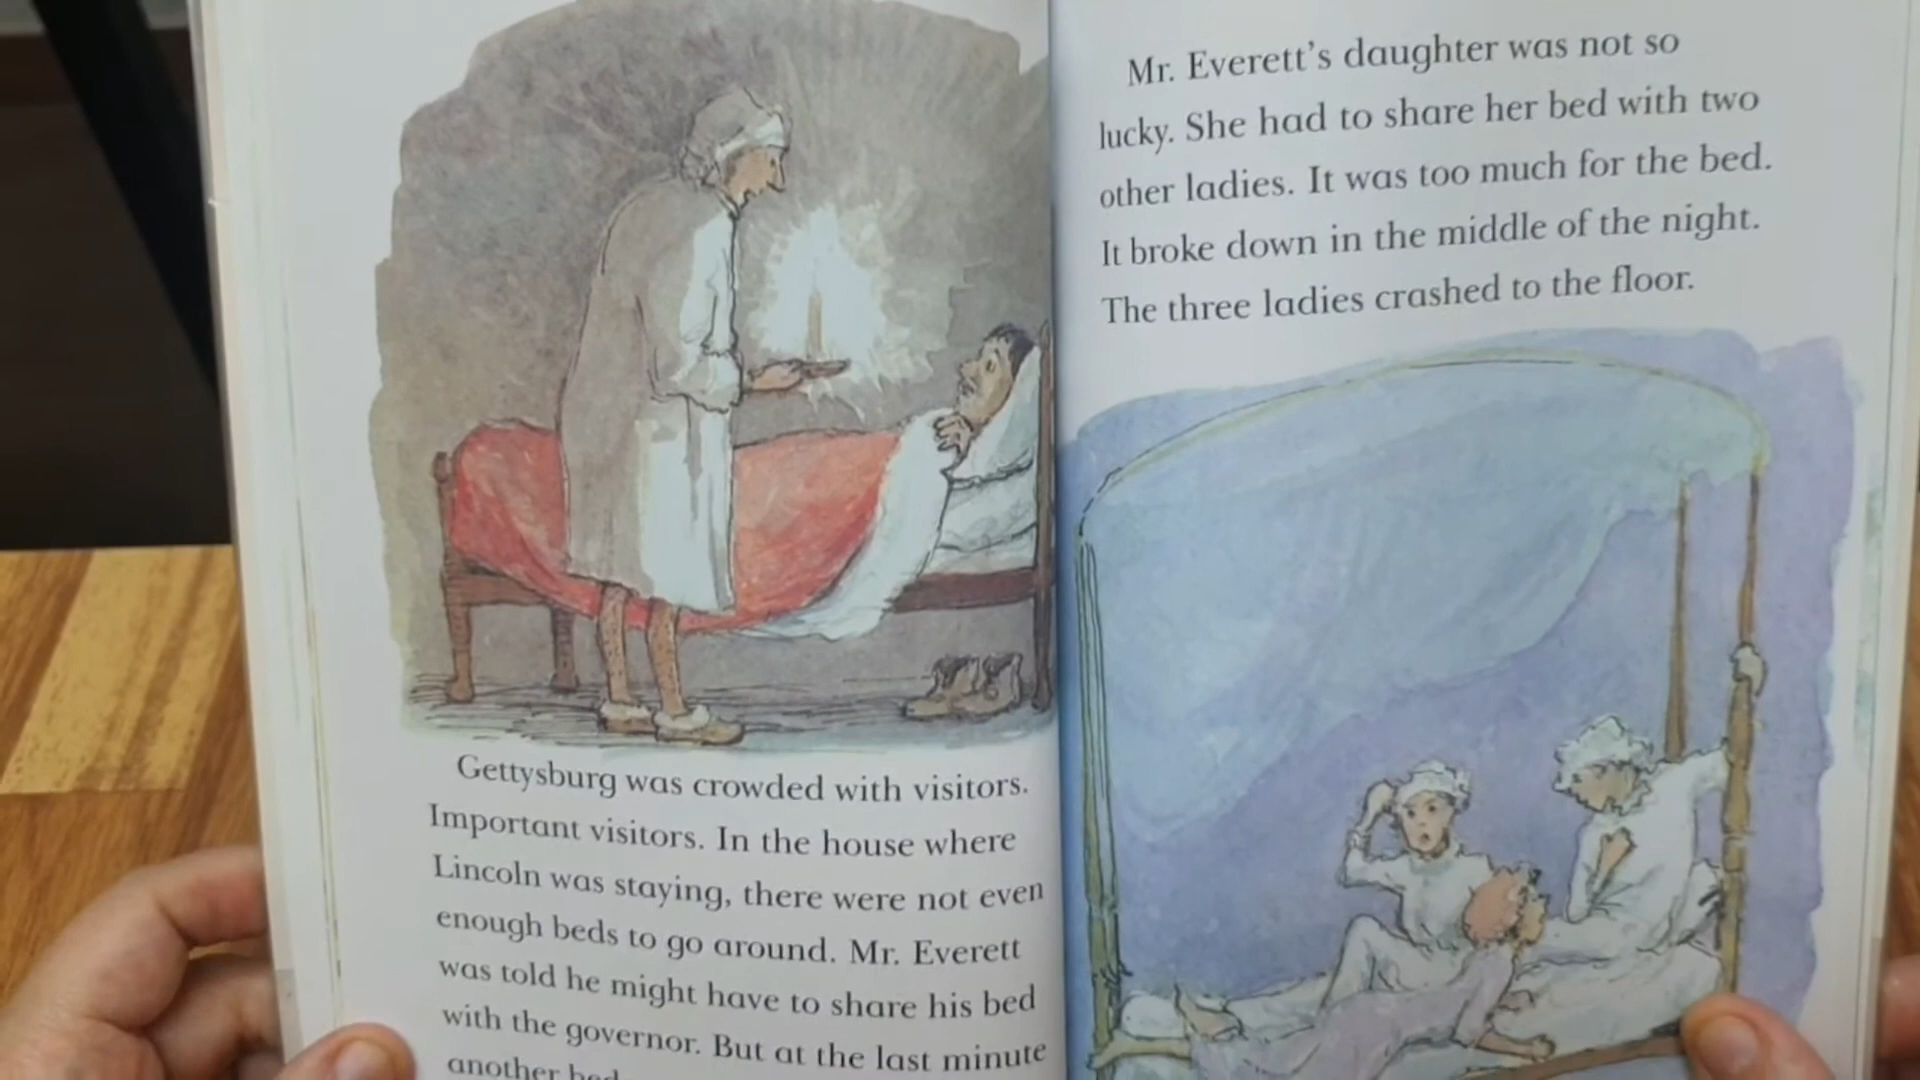 Gettysburg was crowded with visitors.
Important visitors. In the house where
Lincoln was staying, there were not even
enough beds to go around. Mr. Everett
was told he might have to share his bed
with the governor. But at the last minute
another bed
Mr. Everett's daughter was not so
lucky. She had to share her bed with two
other ladies. It was too much for the bed.
It broke down in the middle of the night.
The three ladies crashed to the floor.